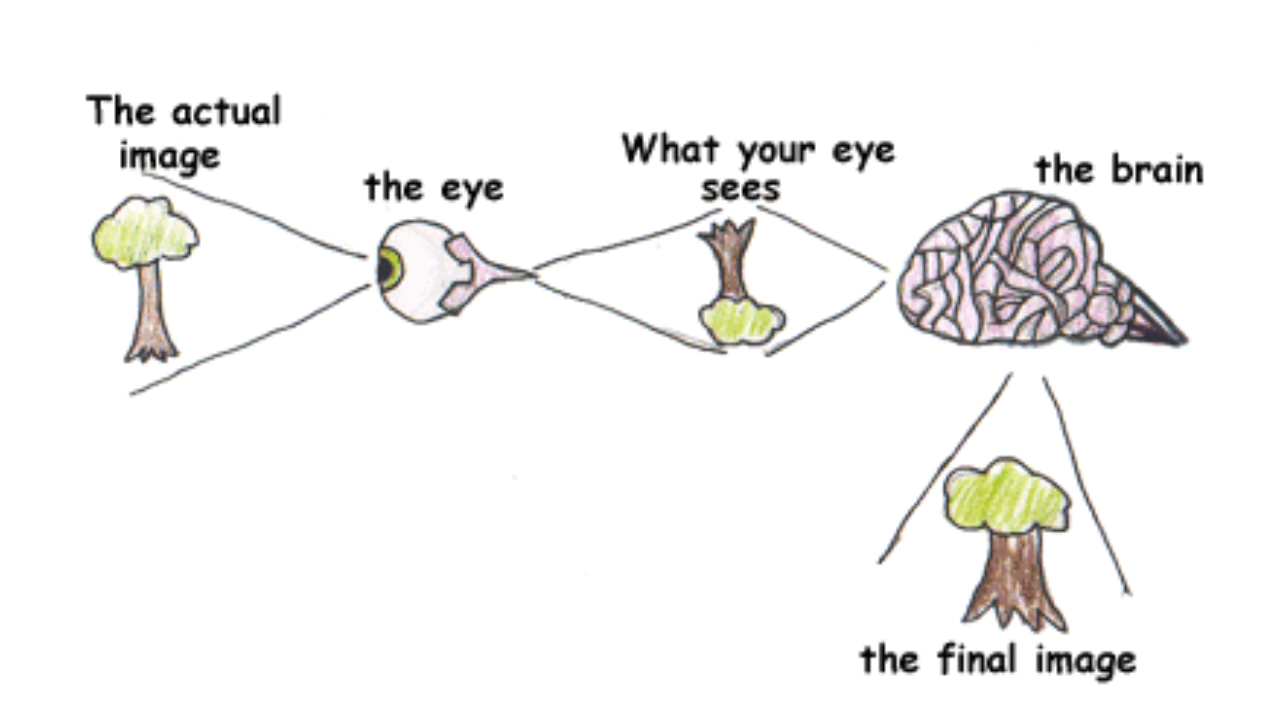 The actual
image
the eye
What your eye
sees
the brain
the final image